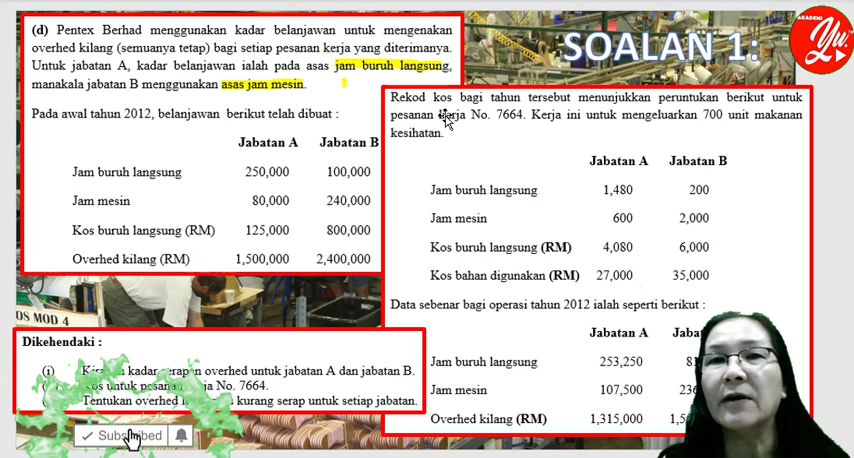 (d) Pentex Berhad menggunakan kadar belanjawan untuk mengenakan
overhed kilang (semuanya tetap) bagi setiap pesanan kerja yang diterimanya.
Untuk jabatan A, kadar belanjawan ialah pada asas jam buruh langsung,
manakala jabatan B menggunakan asas jam mesin.
Pada awal tahun 2012, belanjawan berikut telah dibuat :
Jabatan A Jabatan B
Jam buruh langsung 250,000 100,000
Jam mesin 80,000 240,000
Kos buruh langsung (RM) 125,000 800,000
Overhed kilang (RM) 1,500,000 2,400,000
SOALAN 1:
AKADEMI
Yu!
Rekod kos bagi tahun tersebut menunjukkan peruntukan berikut untuk
pesanan kerja No. 7664. Kerja ini untuk mengeluarkan 700 unit makanan
kesihatan.
Jabatan A Jabatan B
Jam buruh langsung 1,480 200
Jam mesin 600 2,000
Kos buruh langsung (RM) 4,080 6,000
Kos bahan digunakan (RM) 27,000 35,000
Data sebenar bagi operasi tahun 2012 ialah seperti berikut :
Jabatan A
Jam buruh langsung 253,250
Jam mesin 107,500
Overhed kilang (RM) 1,315,000
OS MOD 4
Dikehendaki :
(i) kadar serapan overhed untuk jabatan A dan jabatan B.
untuk No. 7664.
Tentukan overhed kurang serap untuk setiap jabatan.
Subscribed